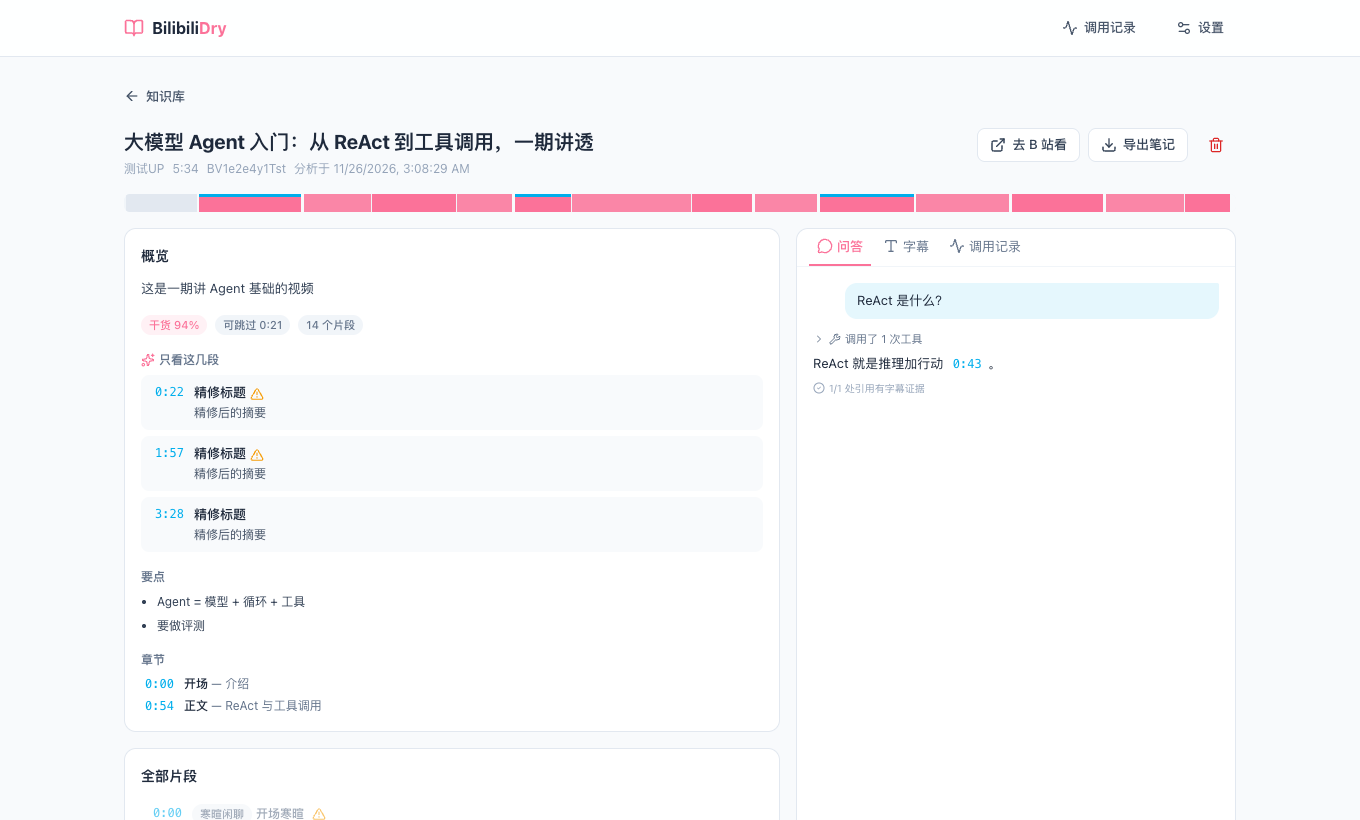 BilibiliDry
调用记录
设置
知识库
大模型 Agent 入门：从 ReAct 到工具调用，一期讲透
去 B 站看
导出笔记
测试UP 5:34 BV1e2e4y1Tst 分析于 11/26/2026, 3:08:29 AM
概览
这是一期讲 Agent 基础的视频
干货 94% 可跳过 0:21 14 个片段
只看这几段
0:22 精修标题
精修后的摘要
1:57 精修标题
精修后的摘要
3:28 精修标题
精修后的摘要
要点
• Agent = 模型 + 循环 + 工具
• 要做评测
章节
0:00 开场 — 介绍
0:54 正文 — ReAct 与工具调用
全部片段
0:00 寒暄闲聊 开场寒暄
问答 字幕 调用记录
ReAct 是什么？
调用了 1 次工具
ReAct 就是推理加行动 0:43 。
1/1 处引用有字幕证据